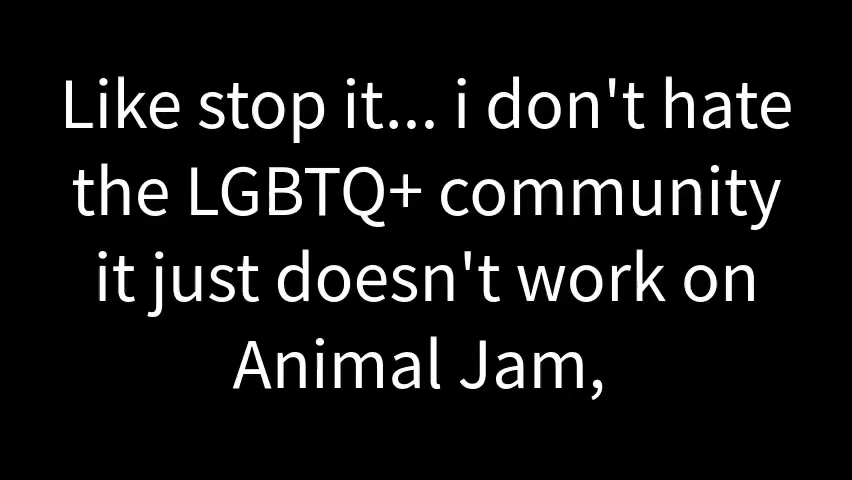 Like stop it... i don't hate
the LGBTQ+ community
it just doesn't work on
Animal Jam,